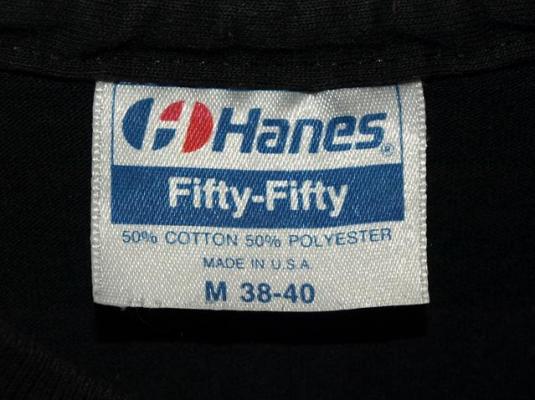 Hanes®
Fifty-Fifty
50% COTTON 50% POLYESTER
MADE IN U.S.A.
M 38-40